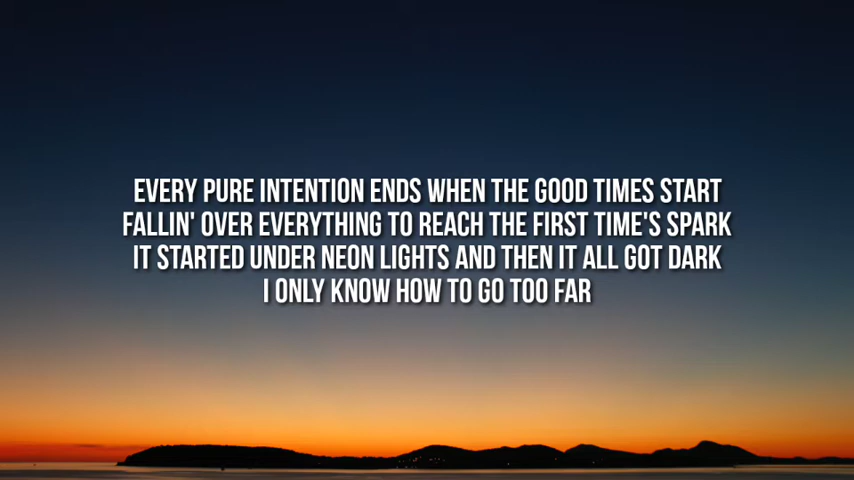 EVERY PURE INTENTION ENDS WHEN THE GOOD TIMES START
FALLIN' OVER EVERYTHING TO REACH THE FIRST TIME'S SPARK
IT STARTED UNDER NEON LIGHTS AND THEN IT ALL GOT DARK
I ONLY KNOW HOW TO GO TOO FAR